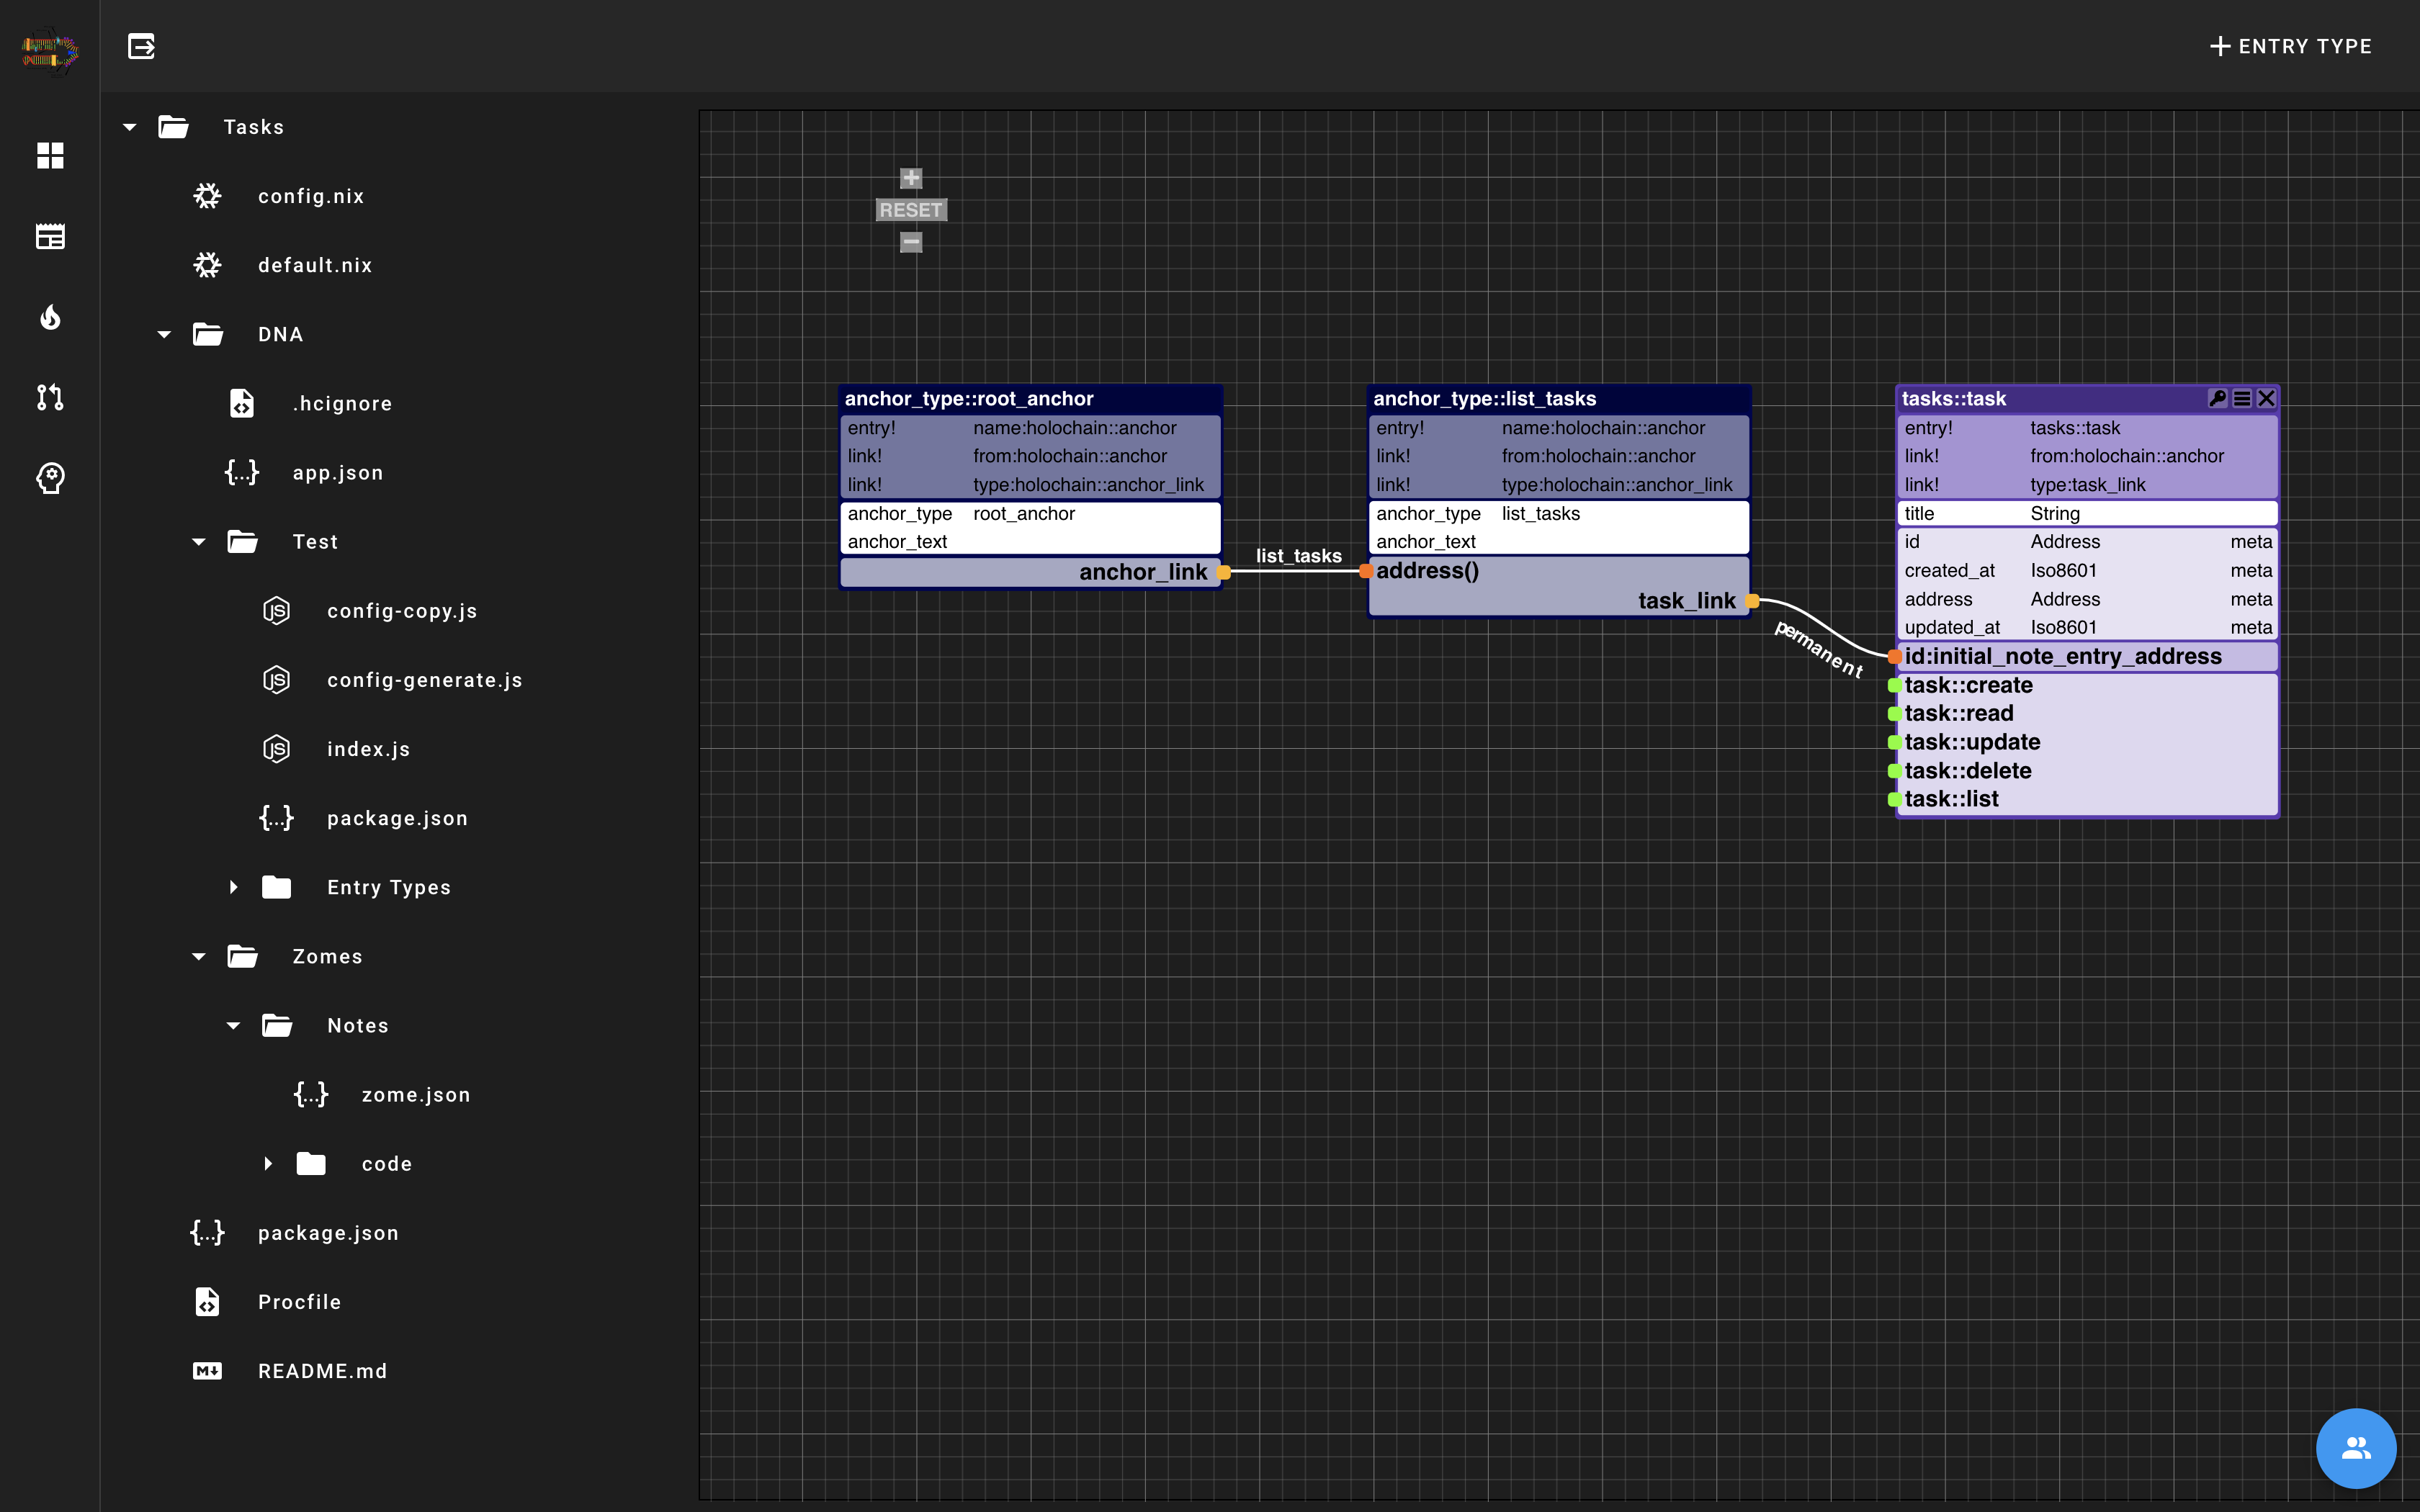 ENTRY TYPE
Tasks
config.nix
default.nix
DNA
.hcignore
{...} app.json
Test
JS config-copy.js
JS config-generate.js
JS index.js
{...} package.json
Entry Types
Zomes
Notes
{...} zome.json
code
{...} package.json
Procfile
M README.md
+
RESET
−
anchor_type::root_anchor
entry! name:holochain::anchor
link! from:holochain::anchor
link! type:holochain::anchor_link
anchor_type root_anchor
anchor_text
anchor_link
list_tasks
anchor_type::list_tasks
entry! name:holochain::anchor
link! from:holochain::anchor
link! type:holochain::anchor_link
anchor_type list_tasks
anchor_text
address()
task_link
permanent
tasks::task
entry! tasks::task
link! from:holochain::anchor
link! type:task_link
title String
id Address meta
created_at Iso8601 meta
address Address meta
updated_at Iso8601 meta
id:initial_note_entry_address
task::create
task::read
task::update
task::delete
task::list